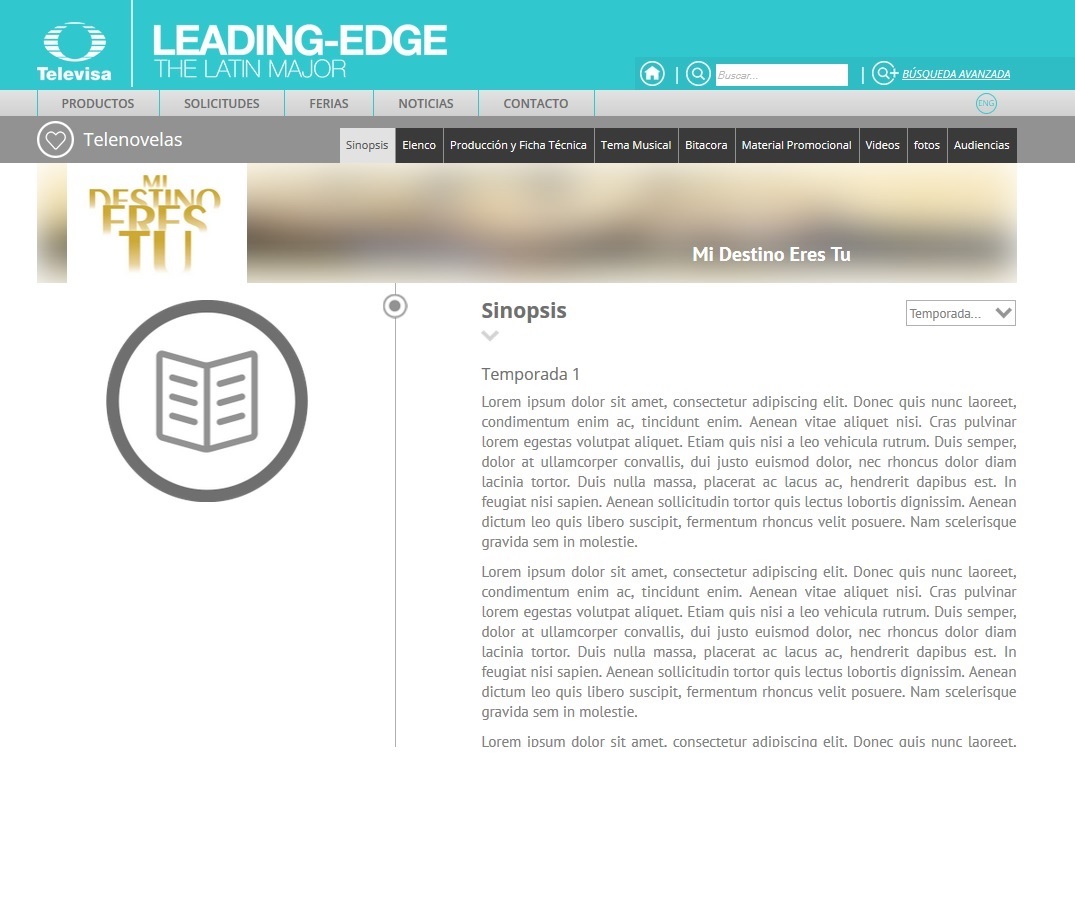 Televisa
LEADING-EDGE
THE LATIN MAJOR
Buscar...
BÚSQUEDA AVANZADA
PRODUCTOS SOLICITUDES FERIAS NOTICIAS CONTACTO ENG
Telenovelas
Sinopsis Elenco Producción y Ficha Técnica Tema Musical Bitacora Material Promocional Videos fotos Audiencias
MI
DESTINO
ERES
TU
Mi Destino Eres Tu
Sinopsis
Temporada...
Temporada 1
Lorem ipsum dolor sit amet, consectetur adipiscing elit. Donec quis nunc laoreet,
condimentum enim ac, tincidunt enim. Aenean vitae aliquet nisi. Cras pulvinar
lorem egestas volutpat aliquet. Etiam quis nisi a leo vehicula rutrum. Duis semper,
dolor at ullamcorper convallis, dui justo euismod dolor, nec rhoncus dolor diam
lacinia tortor. Duis nulla massa, placerat ac lacus ac, hendrerit dapibus est. In
feugiat nisi sapien. Aenean sollicitudin tortor quis lectus lobortis dignissim. Aenean
dictum leo quis libero suscipit, fermentum rhoncus velit posuere. Nam scelerisque
gravida sem in molestie.
Lorem ipsum dolor sit amet, consectetur adipiscing elit. Donec quis nunc laoreet,
condimentum enim ac, tincidunt enim. Aenean vitae aliquet nisi. Cras pulvinar
lorem egestas volutpat aliquet. Etiam quis nisi a leo vehicula rutrum. Duis semper,
dolor at ullamcorper convallis, dui justo euismod dolor, nec rhoncus dolor diam
lacinia tortor. Duis nulla massa, placerat ac lacus ac, hendrerit dapibus est. In
feugiat nisi sapien. Aenean sollicitudin tortor quis lectus lobortis dignissim. Aenean
dictum leo quis libero suscipit, fermentum rhoncus velit posuere. Nam scelerisque
gravida sem in molestie.
Lorem ipsum dolor sit amet, consectetur adipiscing elit. Donec quis nunc laoreet,